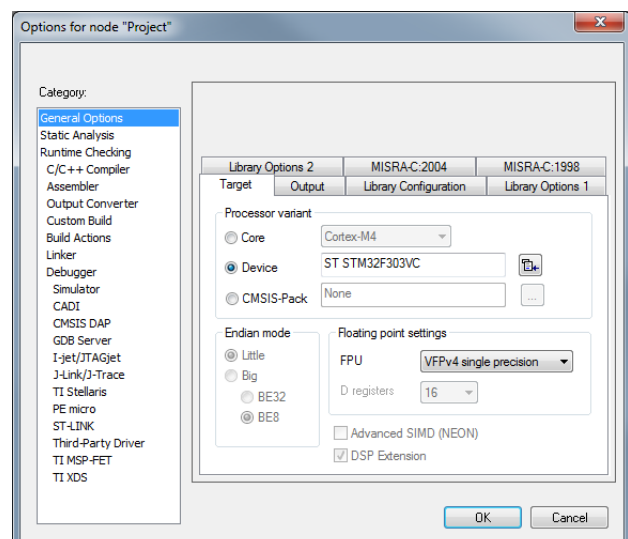 Options for node "Project"
x
Category:
General Options
Static Analysis
Runtime Checking
C/C++ Compiler
Assembler
Output Converter
Custom Build
Build Actions
Linker
Debugger
Simulator
CADI
CMSIS DAP
GDB Server
I-jet/JTAGjet
J-Link/J-Trace
TI Stellaris
PE micro
ST-LINK
Third-Party Driver
TI MSP-FET
TI XDS
Library Options 2 MISRA-C:2004 MISRA-C:1998
Target Output Library Configuration Library Options 1
Processor variant
Core Cortex-M4
Device ST STM32F303VC
CMSIS-Pack None ...
Endian mode
Little
Big
BE32
BE8
Floating point settings
FPU VFPv4 single precision
D registers 16
Advanced SIMD (NEON)
DSP Extension
OK Cancel